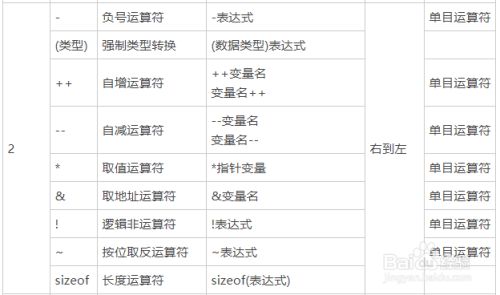 - 负号运算符 -表达式 单目运算符
(类型) 强制类型转换 (数据类型)表达式
++ 自增运算符 ++变量名 单目运算符
变量名++
-- 自减运算符 --变量名 单目运算符
变量名--
2 * 取值运算符 *指针变量 右到左 单目运算符
& 取地址运算符 &变量名 单目运算符
! 逻辑非运算符 !表达式 单目运算符
~ 按位取反运算符 ~表达式 单目运算符
sizeof 长度运算符 sizeof(表达式)
Baidu 经验
jingyan.baidu.com